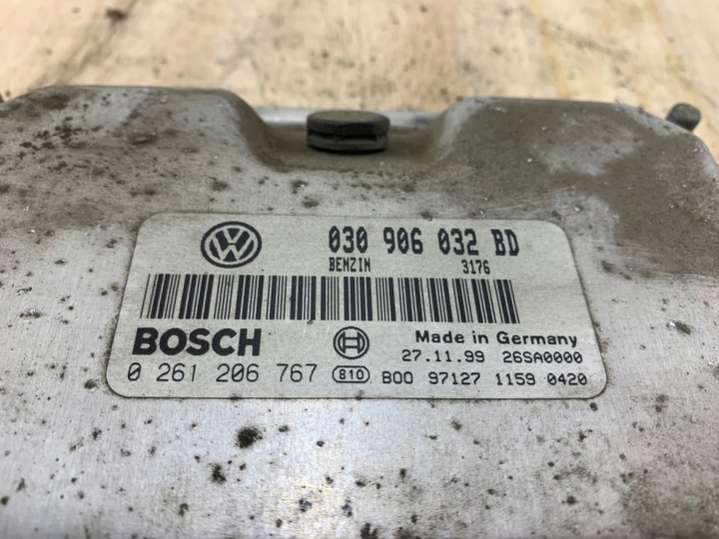 030 906 032 BD
BENZIN 3176
BOSCH
Made in Germany
27.11.99 26SA0000
0 261 206 767
810
B00 97127 1159 0420